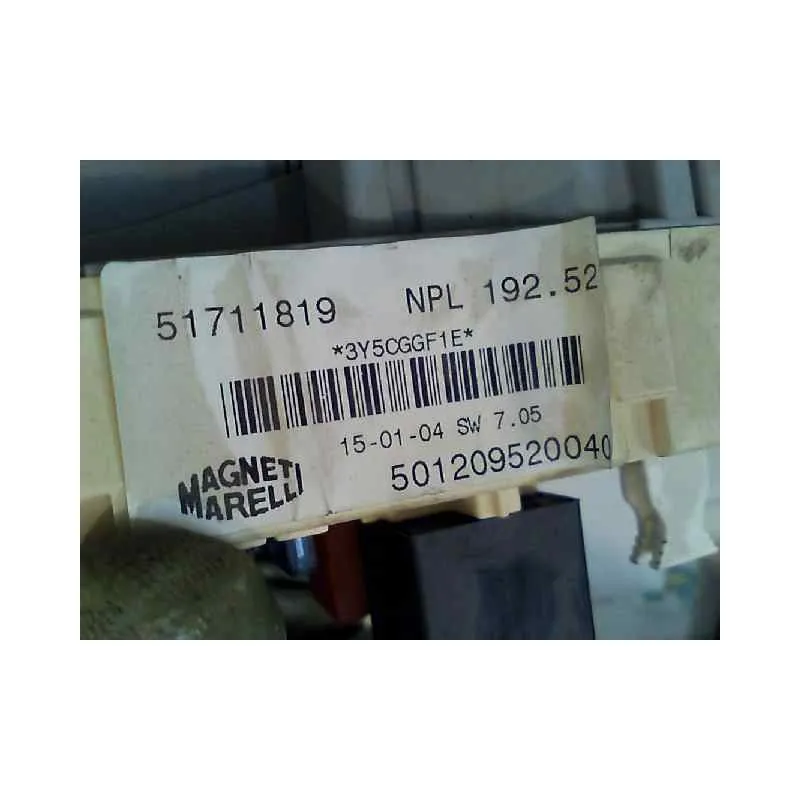 51711819 NPL 192.52
*3Y5CGGF1E*
15-01-04 SW 7.05
501209520040
MAGNETI
MARELLI